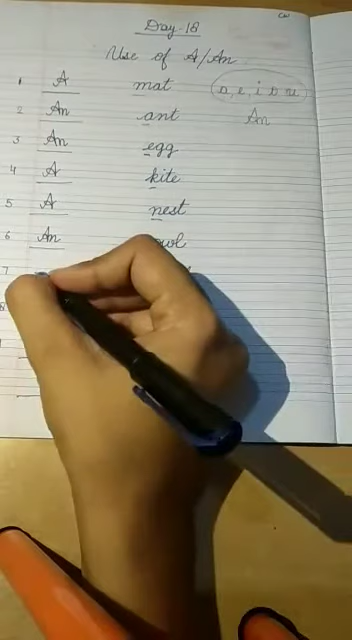 Day-18
Use of A/An
1 A mat a, e, i o u
2 An ant An
3 An egg
4 A kite
5 A nest
6 An owl
7